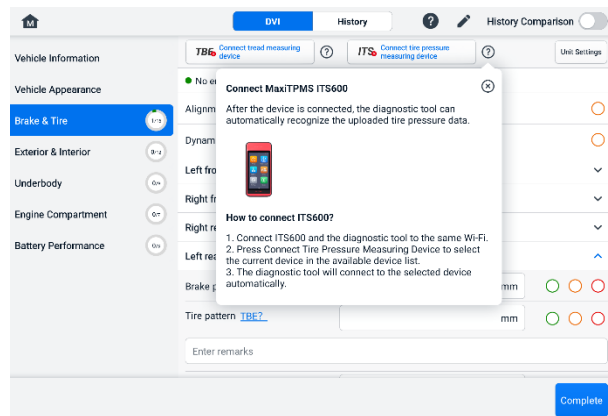 M
DVI
History
?
History Comparison
Vehicle Information
Vehicle Appearance
Brake & Tire
Exterior & Interior
Underbody
Engine Compartment
Battery Performance
TBE
Connect tread measuring
device
?
ITS
Connect tire pressure
measuring device
?
Unit Settings
No e
Alignm
Dynam
Left fro
Right fr
Right re
Left rea
Brake p
mm
Tire pattern TBE?
mm
Enter remarks
Connect MaxiTPMS ITS600
After the device is connected, the diagnostic tool can
automatically recognize the uploaded tire pressure data.
How to connect ITS600?
1. Connect ITS600 and the diagnostic tool to the same Wi-Fi.
2. Press Connect Tire Pressure Measuring Device to select
the current device in the available device list.
3. The diagnostic tool will connect to the selected device
automatically.
Complete